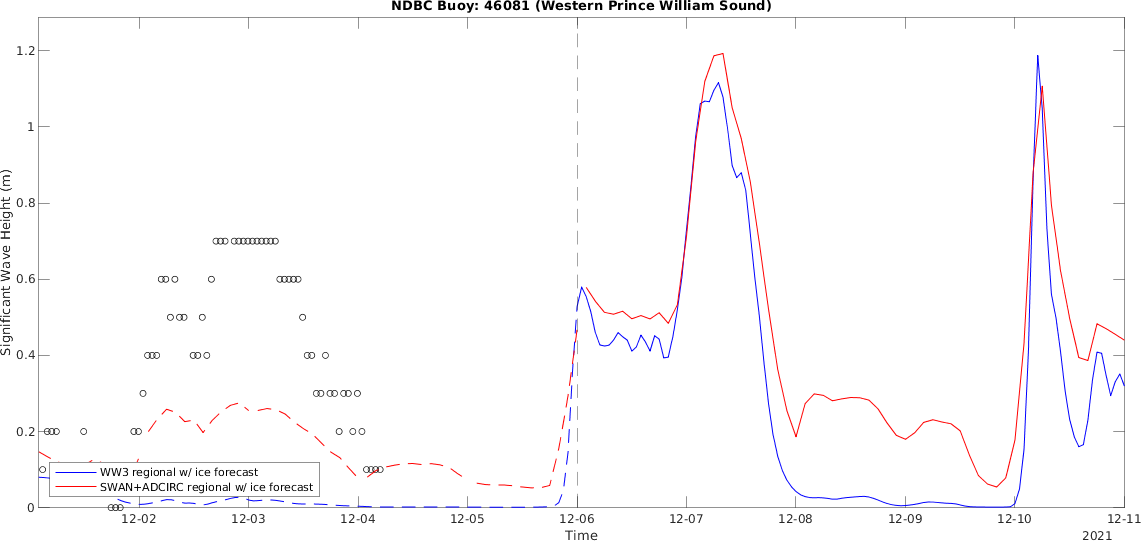 NDBC Buoy: 46081 (Western Prince William Sound)
Significant Wave Height (m)
1.2
1
0.8
0.6
0.4
0.2
0
WW3 regional w/ ice forecast
SWAN+ADCIRC regional w/ ice forecast
12-02 12-03 12-04 12-05 12-06 12-07 12-08 12-09 12-10 12-11
Time
2021